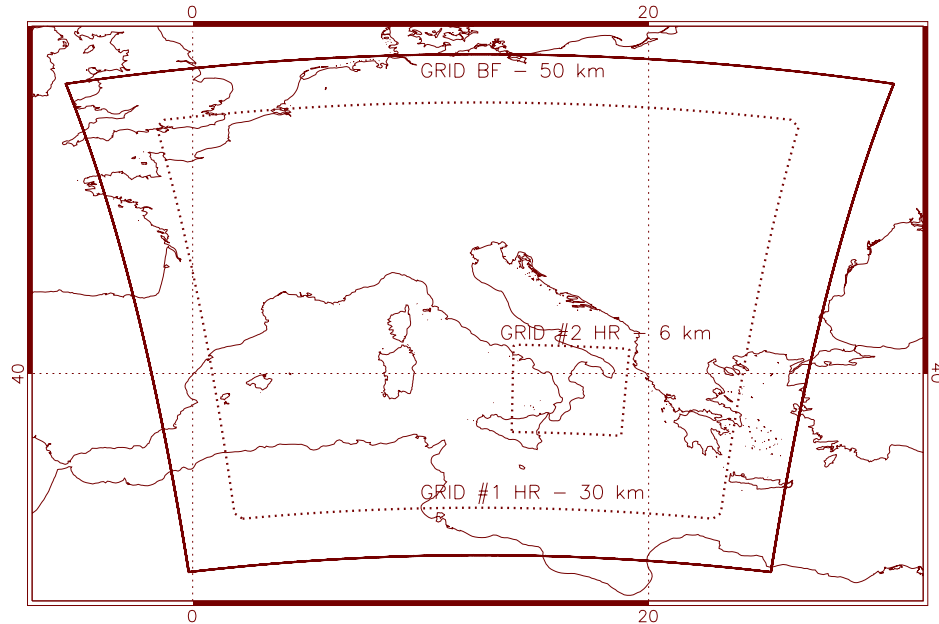 0 20
GRID BF - 50 km
GRID #2 HR - 6 km
40 40
GRID #1 HR - 30 km
0 20